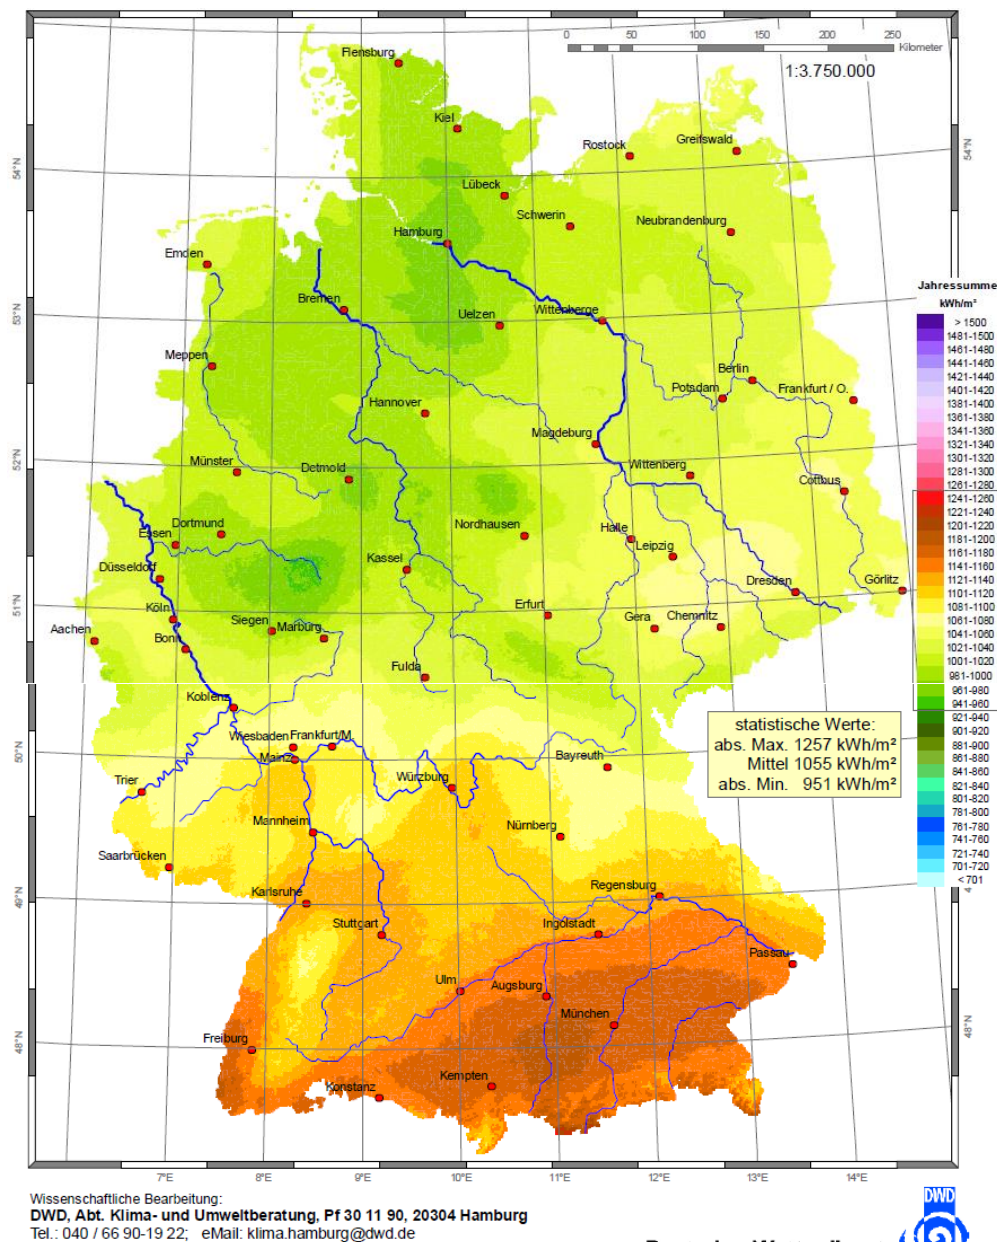 0 50 100 150 200 250 Kilometer
1:3.750.000
Flensburg
Kiel
Rostock
Greifswald
54°N
54°N
Lübeck
Schwerin
Neubrandenburg
Hamburg
Emden
Bremen
53°N
Uelzen
Wittenberge
Meppen
Berlin
Potsdam
Frankfurt / O.
Hannover
Magdeburg
52°N
Münster
Detmold
Wittenberg
Cottbus
Dortmund
Essen
Nordhausen
Halle
Leipzig
Düsseldorf
Kassel
Dresden
Görlitz
51°N
Köln
Erfurt
Siegen
Marburg
Gera
Chemnitz
Aachen
Bonn
Fulda
Koblenz
Wiesbaden
Frankfurt/M.
Mainz
50°N
Bayreuth
Trier
Würzburg
Mannheim
Nürnberg
Saarbrücken
Karlsruhe
Regensburg
49°N
Stuttgart
Ingolstadt
Passau
Ulm
Augsburg
München
48°N
48°N
Freiburg
Kempten
Konstanz
7°E 8°E 9°E 10°E 11°E 12°E 13°E 14°E
Jahressumme
kWh/m²
> 1500
1481-1500
1461-1480
1441-1460
1421-1440
1401-1420
1381-1400
1361-1380
1341-1360
1321-1340
1301-1320
1281-1300
1261-1280
1241-1260
1221-1240
1201-1220
1181-1200
1161-1180
1141-1160
1121-1140
1101-1120
1081-1100
1061-1080
1041-1060
1021-1040
1001-1020
981-1000
961-980
941-960
921-940
901-920
881-900
861-880
841-860
821-840
801-820
781-800
761-780
741-760
721-740
701-720
< 701
statistische Werte:
abs. Max. 1257 kWh/m²
Mittel 1055 kWh/m²
abs. Min. 951 kWh/m²
Wissenschaftliche Bearbeitung:
DWD, Abt. Klima- und Umweltberatung, Pf 30 11 90, 20304 Hamburg
Tel.: 040 / 66 90-19 22; eMail: klima.hamburg@dwd.de
DWD